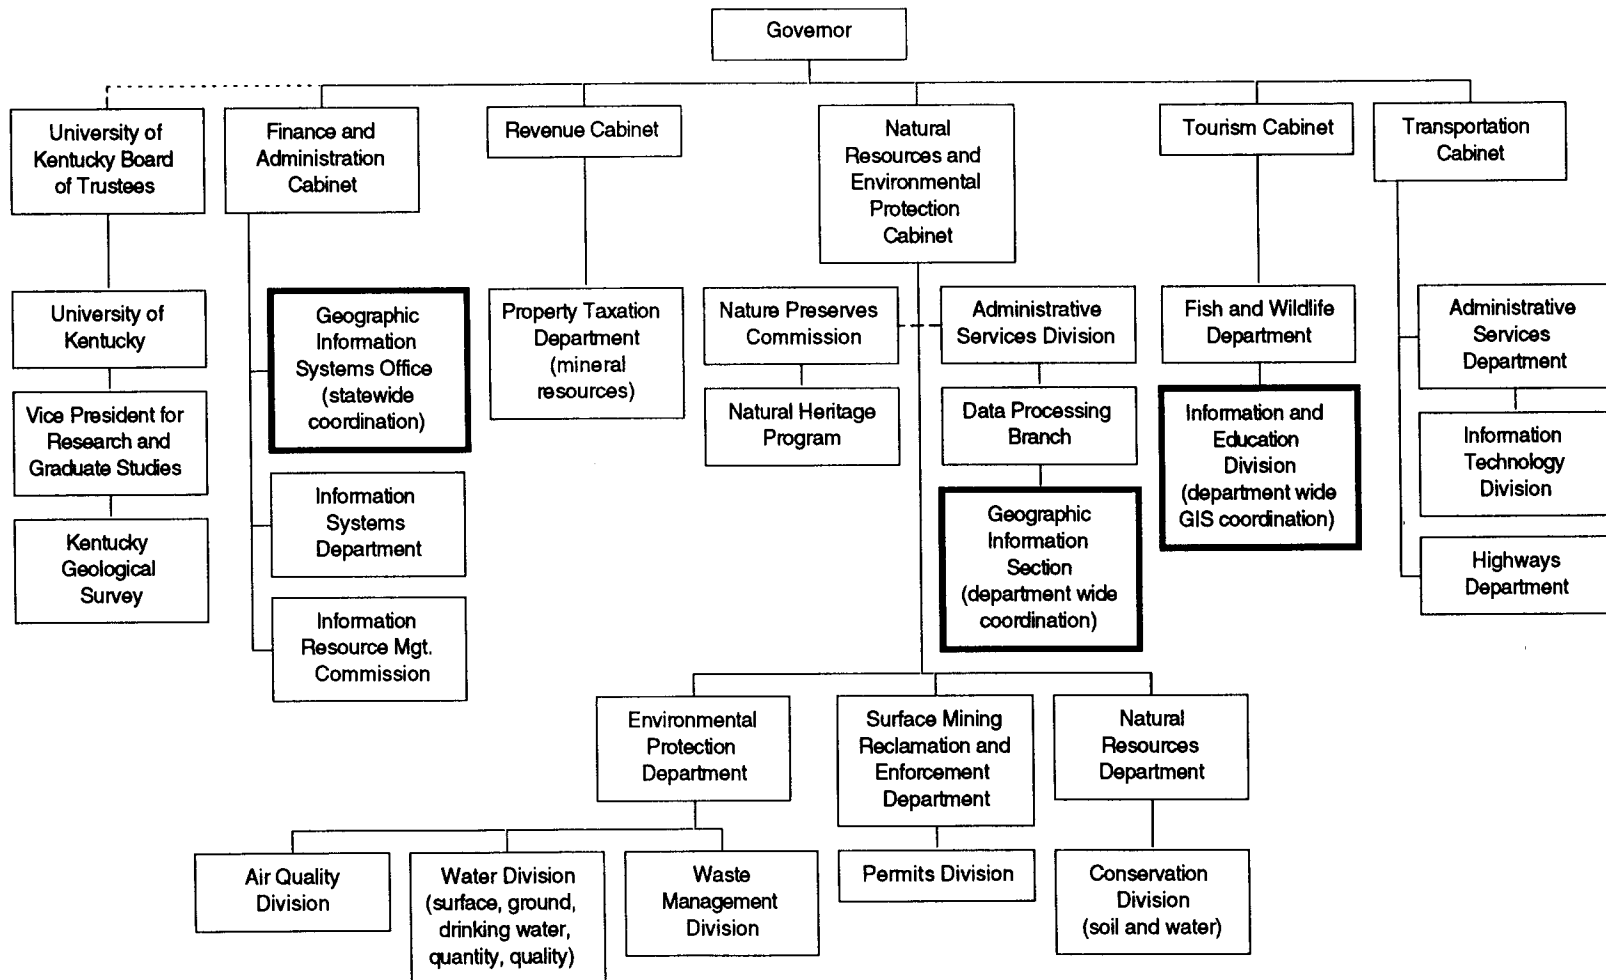 Governor
University of
Kentucky Board
of Trustees
Finance and
Administration
Cabinet
Revenue Cabinet
Natural
Resources and
Environmental
Protection
Cabinet
Tourism Cabinet
Transportation
Cabinet
University of
Kentucky
Geographic
Information
Systems Office
(statewide
coordination)
Property Taxation
Department
(mineral
resources)
Nature Preserves
Commission
Administrative
Services Division
Fish and Wildlife
Department
Administrative
Services
Department
Vice President for
Research and
Graduate Studies
Natural Heritage
Program
Data Processing
Branch
Information and
Education
Division
(department wide
GIS coordination)
Information
Technology
Division
Kentucky
Geological
Survey
Information
Systems
Department
Geographic
Information
Section
(department wide
coordination)
Highways
Department
Information
Resource Mgt.
Commission
Environmental
Protection
Department
Surface Mining
Reclamation and
Enforcement
Department
Natural
Resources
Department
Air Quality
Division
Water Division
(surface, ground,
drinking water,
quantity, quality)
Waste
Management
Division
Permits Division
Conservation
Division
(soil and water)